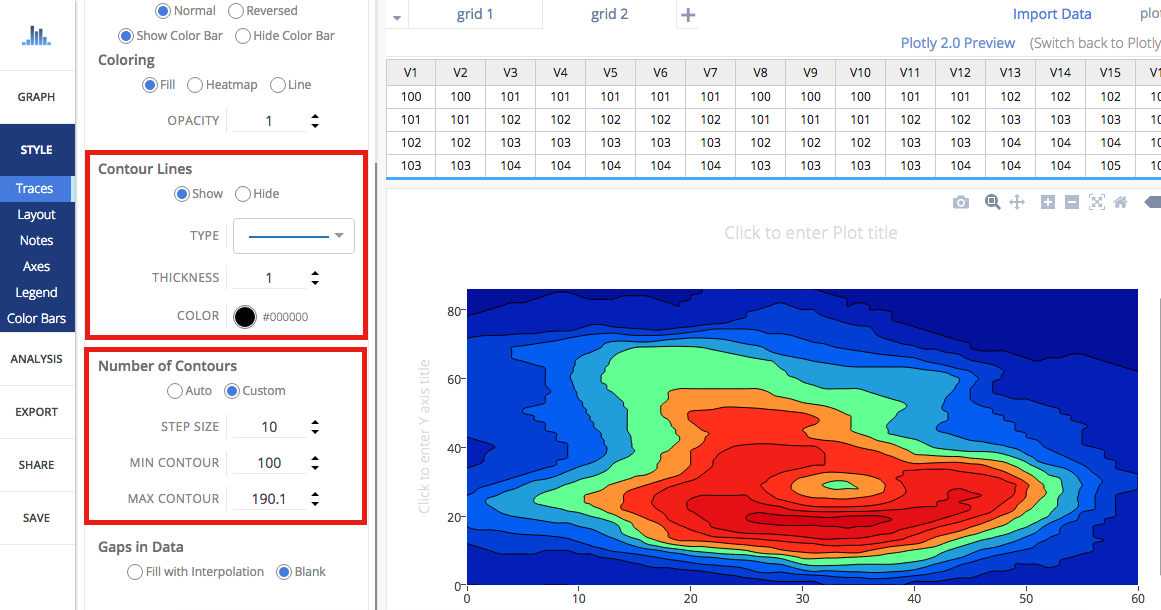 Normal Reversed
Show Color Bar Hide Color Bar
Coloring
Fill Heatmap Line
OPACITY 1
Contour Lines
Show Hide
TYPE
THICKNESS 1
COLOR #000000
Number of Contours
Auto Custom
STEP SIZE 10
MIN CONTOUR 100
MAX CONTOUR 190.1
Gaps in Data
Fill with Interpolation Blank
GRAPH
STYLE
Traces
Layout
Notes
Axes
Legend
Color Bars
ANALYSIS
EXPORT
SHARE
SAVE
grid 1 grid 2 + Import Data plo
Plotly 2.0 Preview (Switch back to Plotly
V1 V2 V3 V4 V5 V6 V7 V8 V9 V10 V11 V12 V13 V14 V15 V1
100 100 101 101 101 101 101 100 100 100 101 101 102 102 102 10
101 101 102 102 102 102 102 101 101 101 102 102 103 103 103 10
102 102 103 103 103 103 103 102 102 102 103 103 104 104 104 10
103 103 104 104 104 104 104 103 103 103 103 104 104 104 105 10
Click to enter Plot title
Click to enter Y axis title
80
60
40
20
0
0 10 20 30 40 50 60